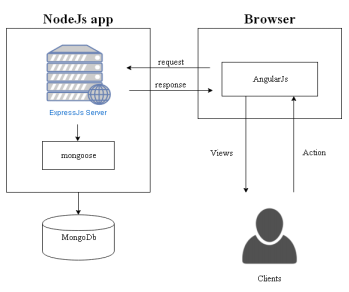 NodeJs app
Browser
request
response
AngularJs
ExpressJs Server
mongoose
Views
Action
MongoDb
Clients